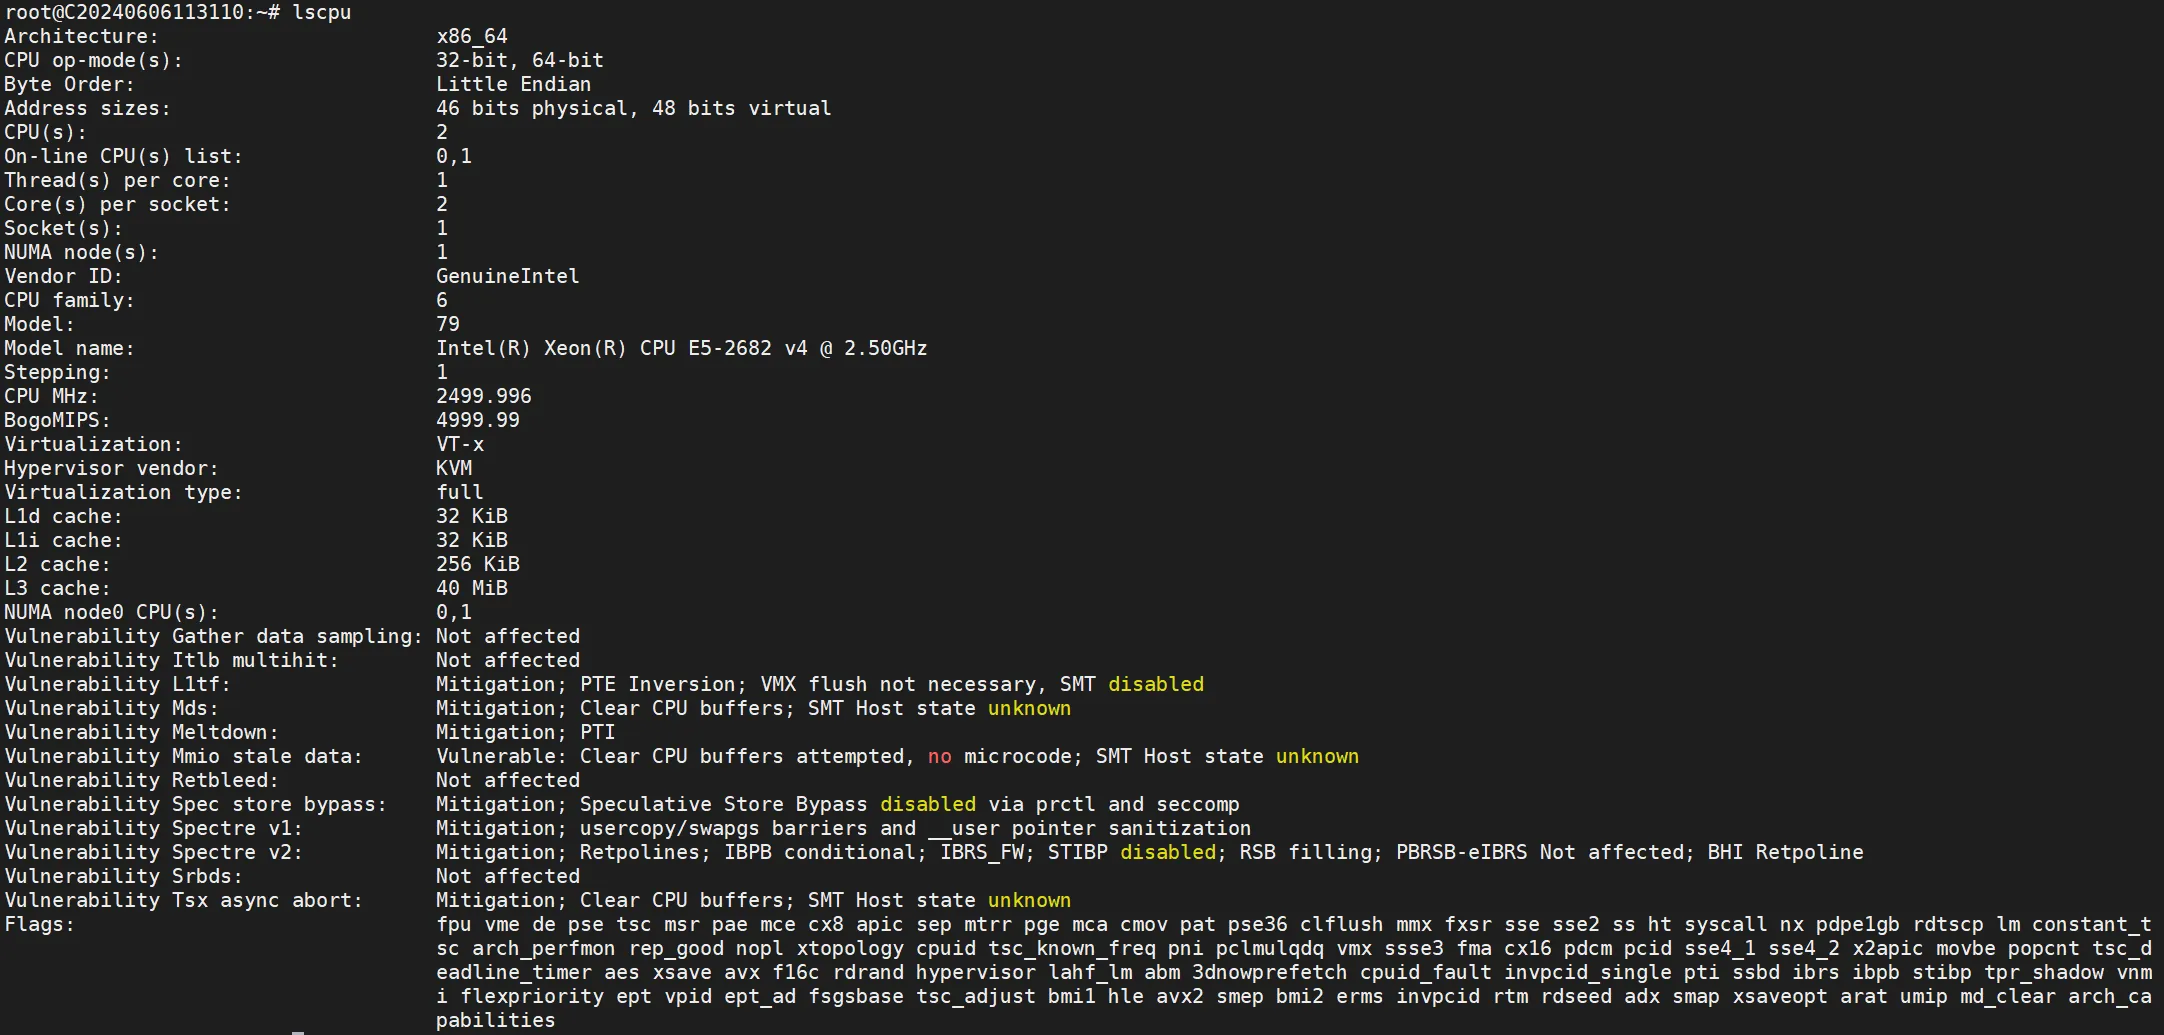 root@C20240606113110:~# lscpu
Architecture:                       x86_64
CPU op-mode(s):                     32-bit, 64-bit
Byte Order:                         Little Endian
Address sizes:                      46 bits physical, 48 bits virtual
CPU(s):                             2
On-line CPU(s) list:                0,1
Thread(s) per core:                 1
Core(s) per socket:                 2
Socket(s):                          1
NUMA node(s):                       1
Vendor ID:                          GenuineIntel
CPU family:                         6
Model:                              79
Model name:                         Intel(R) Xeon(R) CPU E5-2682 v4 @ 2.50GHz
Stepping:                           1
CPU MHz:                            2499.996
BogoMIPS:                           4999.99
Virtualization:                     VT-x
Hypervisor vendor:                  KVM
Virtualization type:                full
L1d cache:                          32 KiB
L1i cache:                          32 KiB
L2 cache:                           256 KiB
L3 cache:                           40 MiB
NUMA node0 CPU(s):                  0,1
Vulnerability Gather data sampling: Not affected
Vulnerability Itlb multihit:        Not affected
Vulnerability L1tf:                 Mitigation; PTE Inversion; VMX flush not necessary, SMT disabled
Vulnerability Mds:                  Mitigation; Clear CPU buffers; SMT Host state unknown
Vulnerability Meltdown:             Mitigation; PTI
Vulnerability Mmio stale data:      Vulnerable: Clear CPU buffers attempted, no microcode; SMT Host state unknown
Vulnerability Retbleed:             Not affected
Vulnerability Spec store bypass:    Mitigation; Speculative Store Bypass disabled via prctl and seccomp
Vulnerability Spectre v1:           Mitigation; usercopy/swapgs barriers and __user pointer sanitization
Vulnerability Spectre v2:           Mitigation; Retpolines; IBPB conditional; IBRS_FW; STIBP disabled; RSB filling; PBRSB-eIBRS Not affected; BHI Retpoline
Vulnerability Srbds:                Not affected
Vulnerability Tsx async abort:      Mitigation; Clear CPU buffers; SMT Host state unknown
Flags:                              fpu vme de pse tsc msr pae mce cx8 apic sep mtrr pge mca cmov pat pse36 clflush mmx fxsr sse sse2 ss ht syscall nx pdpe1gb rdtscp lm constant_t
sc arch_perfmon rep_good nopl xtopology cpuid tsc_known_freq pni pclmulqdq vmx ssse3 fma cx16 pdcm pcid sse4_1 sse4_2 x2apic movbe popcnt tsc_d
eadline_timer aes xsave avx f16c rdrand hypervisor lahf_lm abm 3dnowprefetch cpuid_fault invpcid_single pti ssbd ibrs ibpb stibp tpr_shadow vnm
i flexpriority ept vpid ept_ad fsgsbase tsc_adjust bmi1 hle avx2 smep bmi2 erms invpcid rtm rdseed adx smap xsaveopt arat umip md_clear arch_ca
pabilities